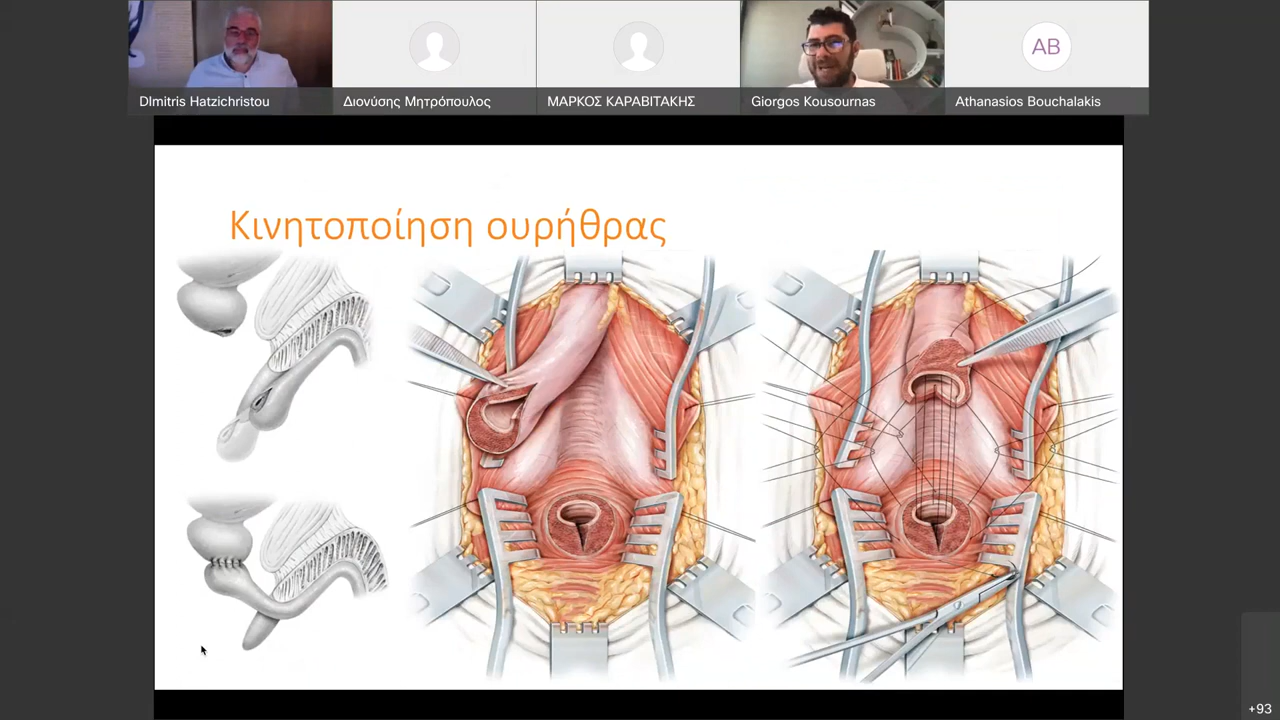 DImitris Hatzichristou
Διονύσης Μητρόπουλος
ΜΑΡΚΟΣ ΚΑΡΑΒΙΤΑΚΗΣ
Giorgos Kousournas
AB
Athanasios Bouchalakis
Κινητοποίηση ουρήθρας
+93